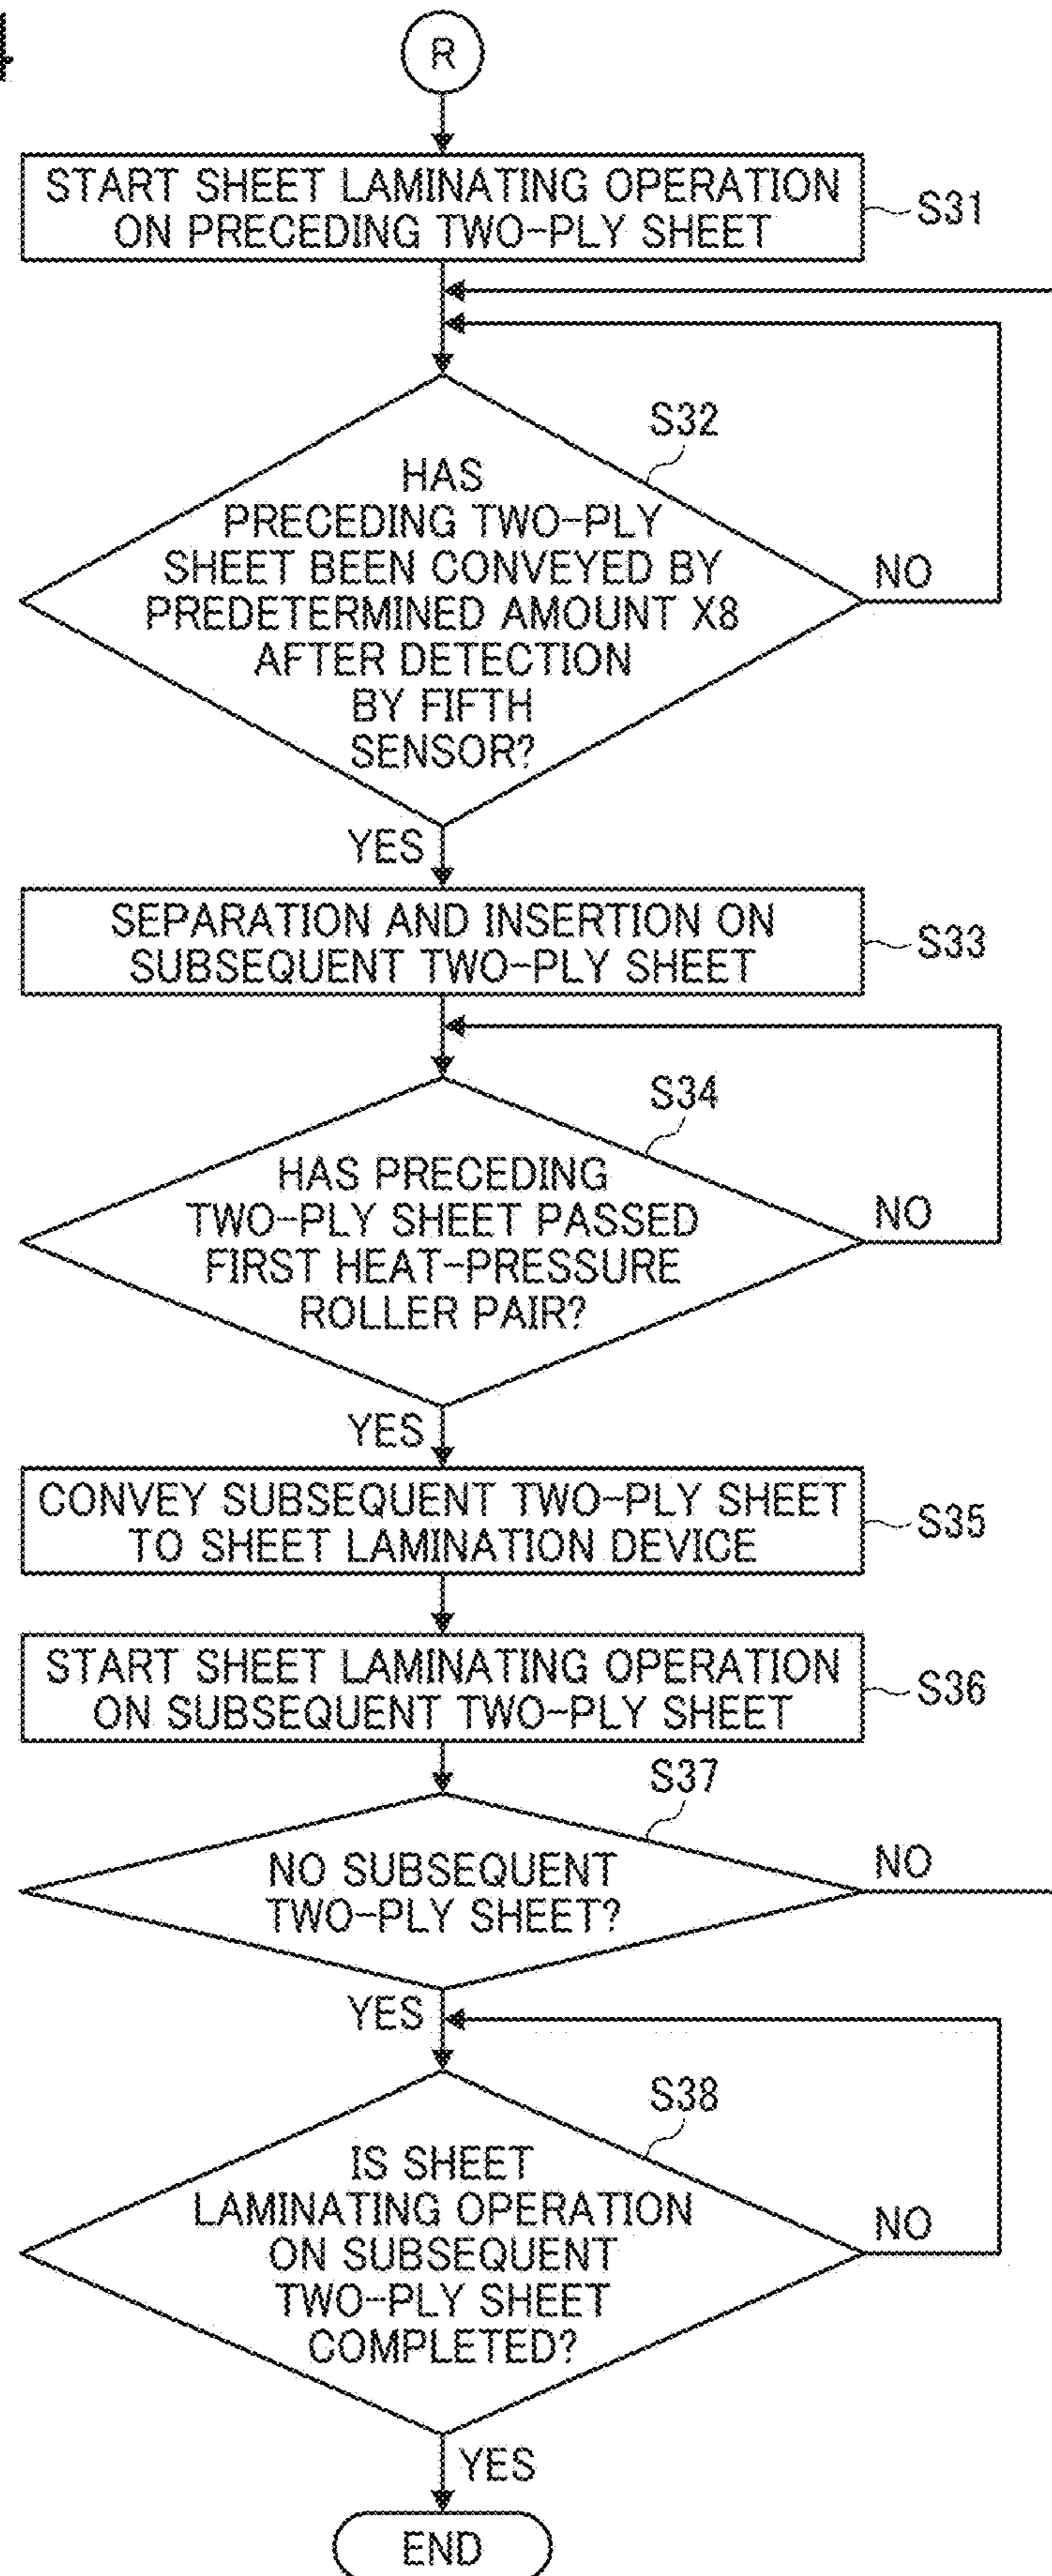 R
START SHEET LAMINATING OPERATION
ON PRECEDING TWO-PLY SHEET
S31
S32
HAS
PRECEDING TWO-PLY
SHEET BEEN CONVEYED BY
PREDETERMINED AMOUNT X8
AFTER DETECTION
BY FIFTH
SENSOR?
NO
YES
SEPARATION AND INSERTION ON
SUBSEQUENT TWO-PLY SHEET
S33
S34
HAS PRECEDING
TWO-PLY SHEET PASSED
FIRST HEAT-PRESSURE
ROLLER PAIR?
NO
YES
CONVEY SUBSEQUENT TWO-PLY SHEET
TO SHEET LAMINATION DEVICE
S35
START SHEET LAMINATING OPERATION
ON SUBSEQUENT TWO-PLY SHEET
S36
S37
NO SUBSEQUENT
TWO-PLY SHEET?
NO
YES
S38
IS SHEET
LAMINATING OPERATION
ON SUBSEQUENT
TWO-PLY SHEET
COMPLETED?
NO
YES
END